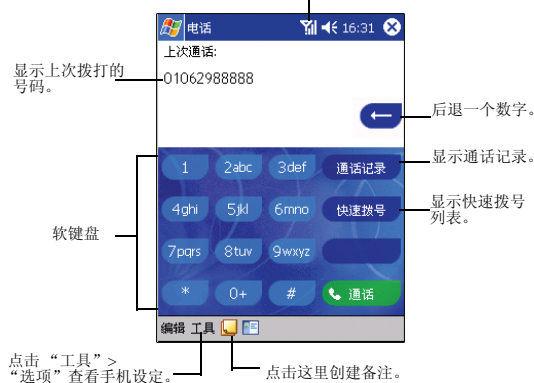 电话 16:31
上次通话:
01062988888
显示上次拨打的
号码。
后退一个数字。
1 2abc 3def 通话记录
显示通话记录。
4ghi 5jkl 6mno 快速拨号
显示快速拨号
列表。
软键盘
7pqrs 8tuv 9wxyz
* 0+ # 通话
编辑 工具
点击“工具”>
“选项”查看手机设定。
点击这里创建备注。